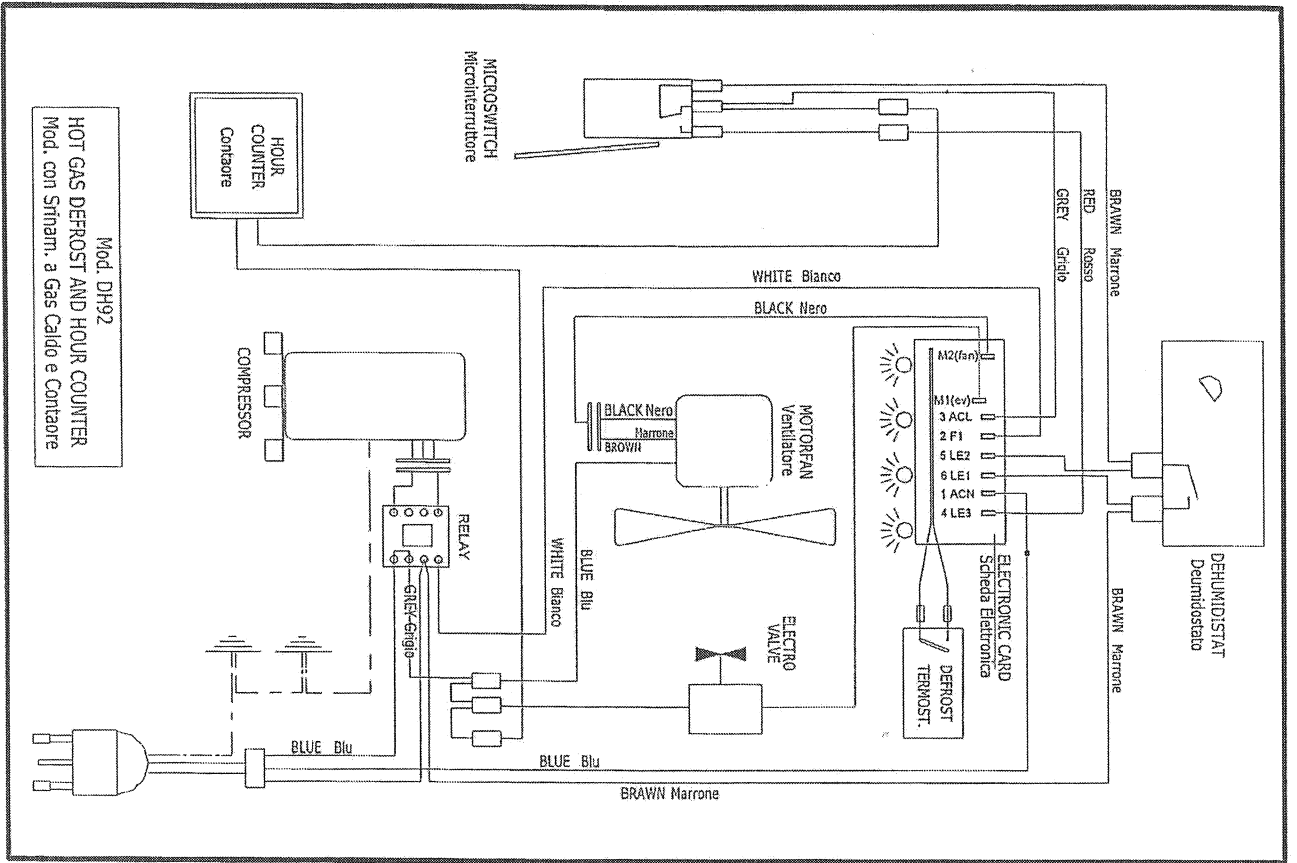 Mod. DH92
HOT GAS DEFROST AND HOUR COUNTER
Mod. con Srinam. a Gas Caldo e Contaore
HOUR
COUNTER
Contaore
MICROSWITCH
Microinterruttore
BRAWN Marrone
RED Rosso
GREY Grigio
DEHUMIDISTAT
Deumidostato
WHITE Bianco
BLACK Nero
M2(fan)
M1(ev)
3 ACL
2 F1
5 LE2
6 LE1
1 ACN
4 LE3
ELECTRONIC CARD
Scheda Elettronica
DEFROST
TERMOST.
BRAWN Marrone
COMPRESSOR
BLACK Nero
Marrone
BROWN
MOTORFAN
Ventilatore
RELAY
GREY Grigio
WHITE Bianco
BLUE Blu
ELECTRO
VALVE
BLUE Blu
BLUE Blu
BRAWN Marrone